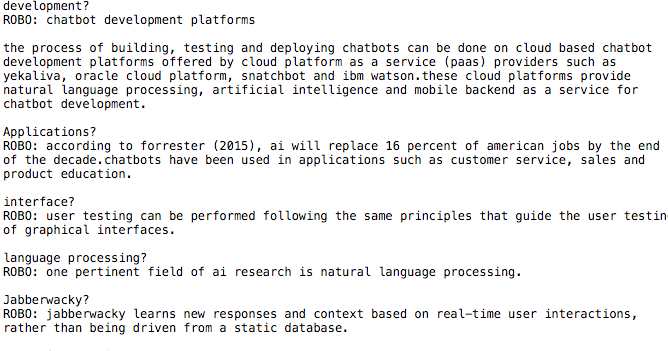 development?
ROBO: chatbot development platforms
the process of building, testing and deploying chatbots can be done on cloud based chatbot
development platforms offered by cloud platform as a service (paas) providers such as
yekaliva, oracle cloud platform, snatchbot and ibm watson.these cloud platforms provide
natural language processing, artificial intelligence and mobile backend as a service for
chatbot development.
Applications?
ROBO: according to forrester (2015), ai will replace 16 percent of american jobs by the end
of the decade.chatbots have been used in applications such as customer service, sales and
product education.
interface?
ROBO: user testing can be performed following the same principles that guide the user testin
of graphical interfaces.
language processing?
ROBO: one pertinent field of ai research is natural language processing.
Jabberwacky?
ROBO: jabberwacky learns new responses and context based on real-time user interactions,
rather than being driven from a static database.